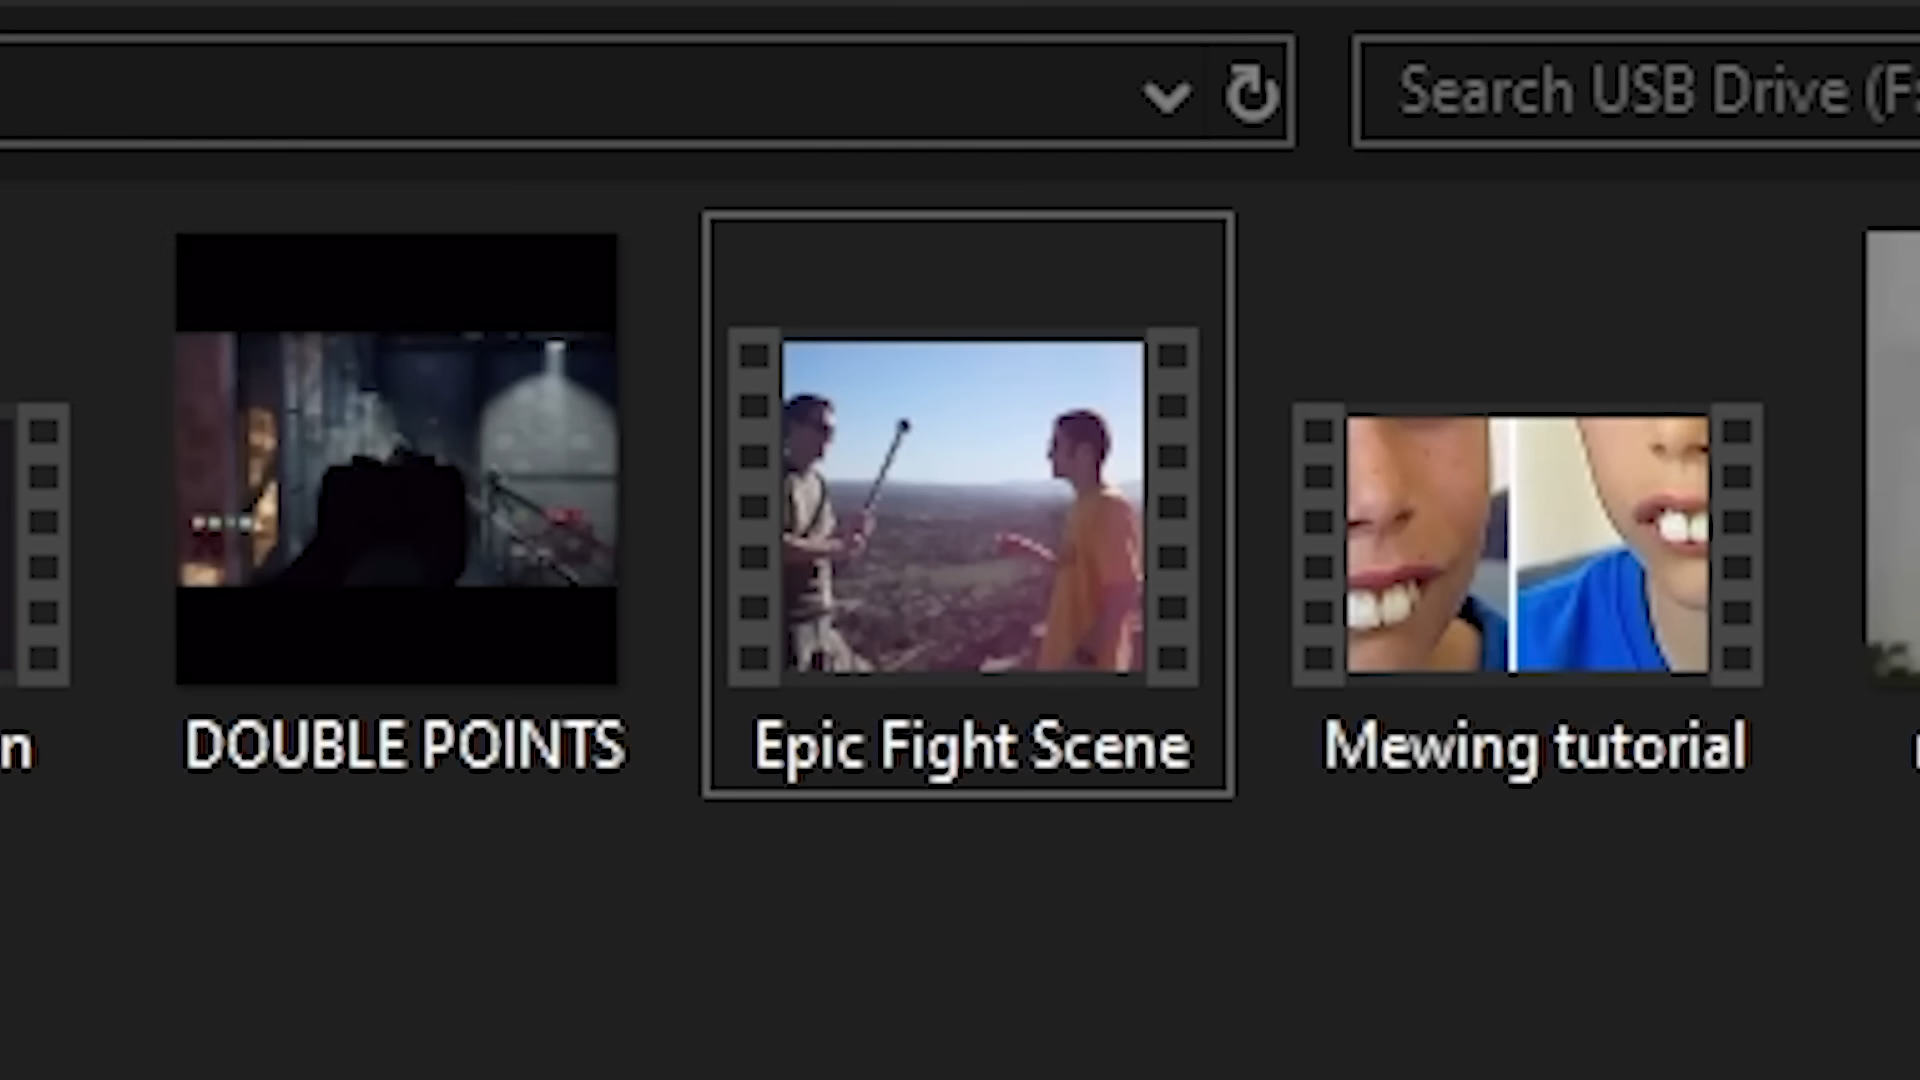 Search USB Drive (F:
n
DOUBLE POINTS
Epic Fight Scene
Mewing tutorial